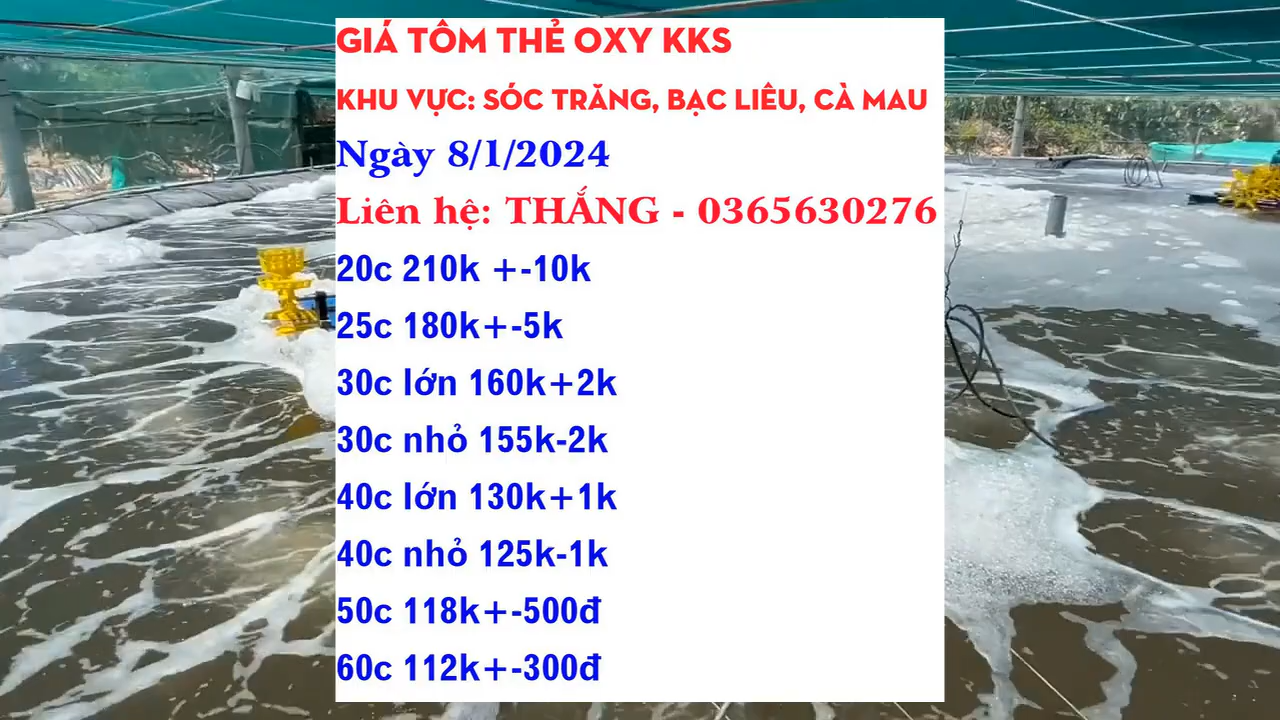 GIÁ TÔM THẺ OXY KKS
KHU VỰC: SÓC TRĂNG, BẠC LIÊU, CÀ MAU
Ngày 8/1/2024
Liên hệ: THẮNG - 0365630276
20c 210k +-10k
25c 180k+-5k
30c lớn 160k+2k
30c nhỏ 155k-2k
40c lớn 130k+1k
40c nhỏ 125k-1k
50c 118k+-500đ
60c 112k+-300đ